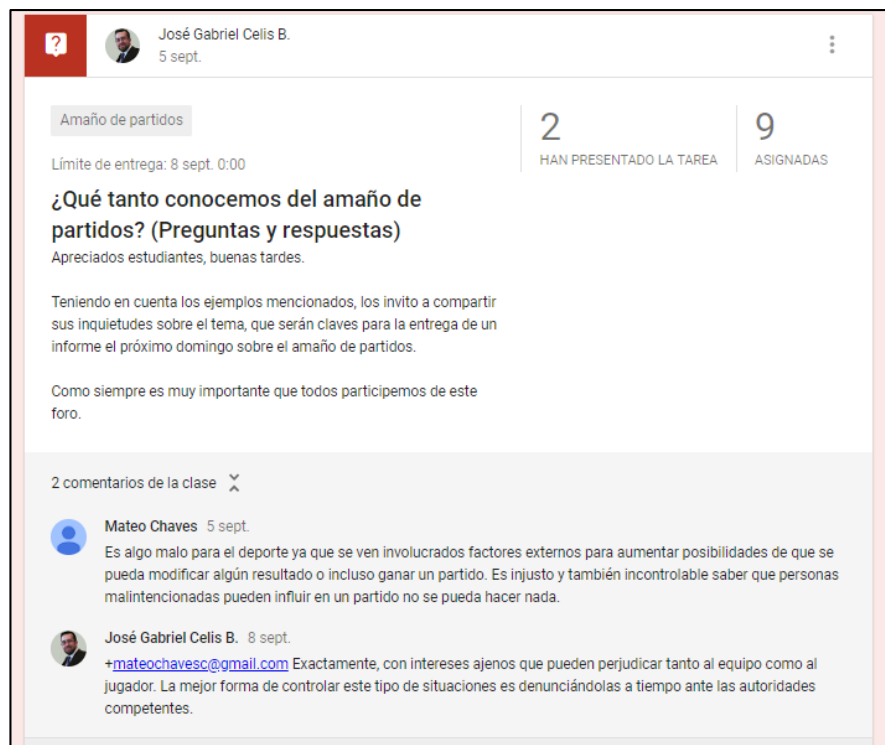 José Gabriel Celis B.
5 sept.
Amaño de partidos
Límite de entrega: 8 sept. 0:00
2
HAN PRESENTADO LA TAREA
9
ASIGNADAS
¿Qué tanto conocemos del amaño de
partidos? (Preguntas y respuestas)
Apreciados estudiantes, buenas tardes.
Teniendo en cuenta los ejemplos mencionados, los invito a compartir
sus inquietudes sobre el tema, que serán claves para la entrega de un
informe el próximo domingo sobre el amaño de partidos.
Como siempre es muy importante que todos participemos de este
foro.
2 comentarios de la clase
Mateo Chaves 5 sept.
Es algo malo para el deporte ya que se ven involucrados factores externos para aumentar posibilidades de que se
pueda modificar algún resultado o incluso ganar un partido. Es injusto y también incontrolable saber que personas
malintencionadas pueden influir en un partido no se pueda hacer nada.
José Gabriel Celis B. 8 sept.
+mateochavesc@gmail.com Exactamente, con intereses ajenos que pueden perjudicar tanto al equipo como al
jugador. La mejor forma de controlar este tipo de situaciones es denunciándolas a tiempo ante las autoridades
competentes.